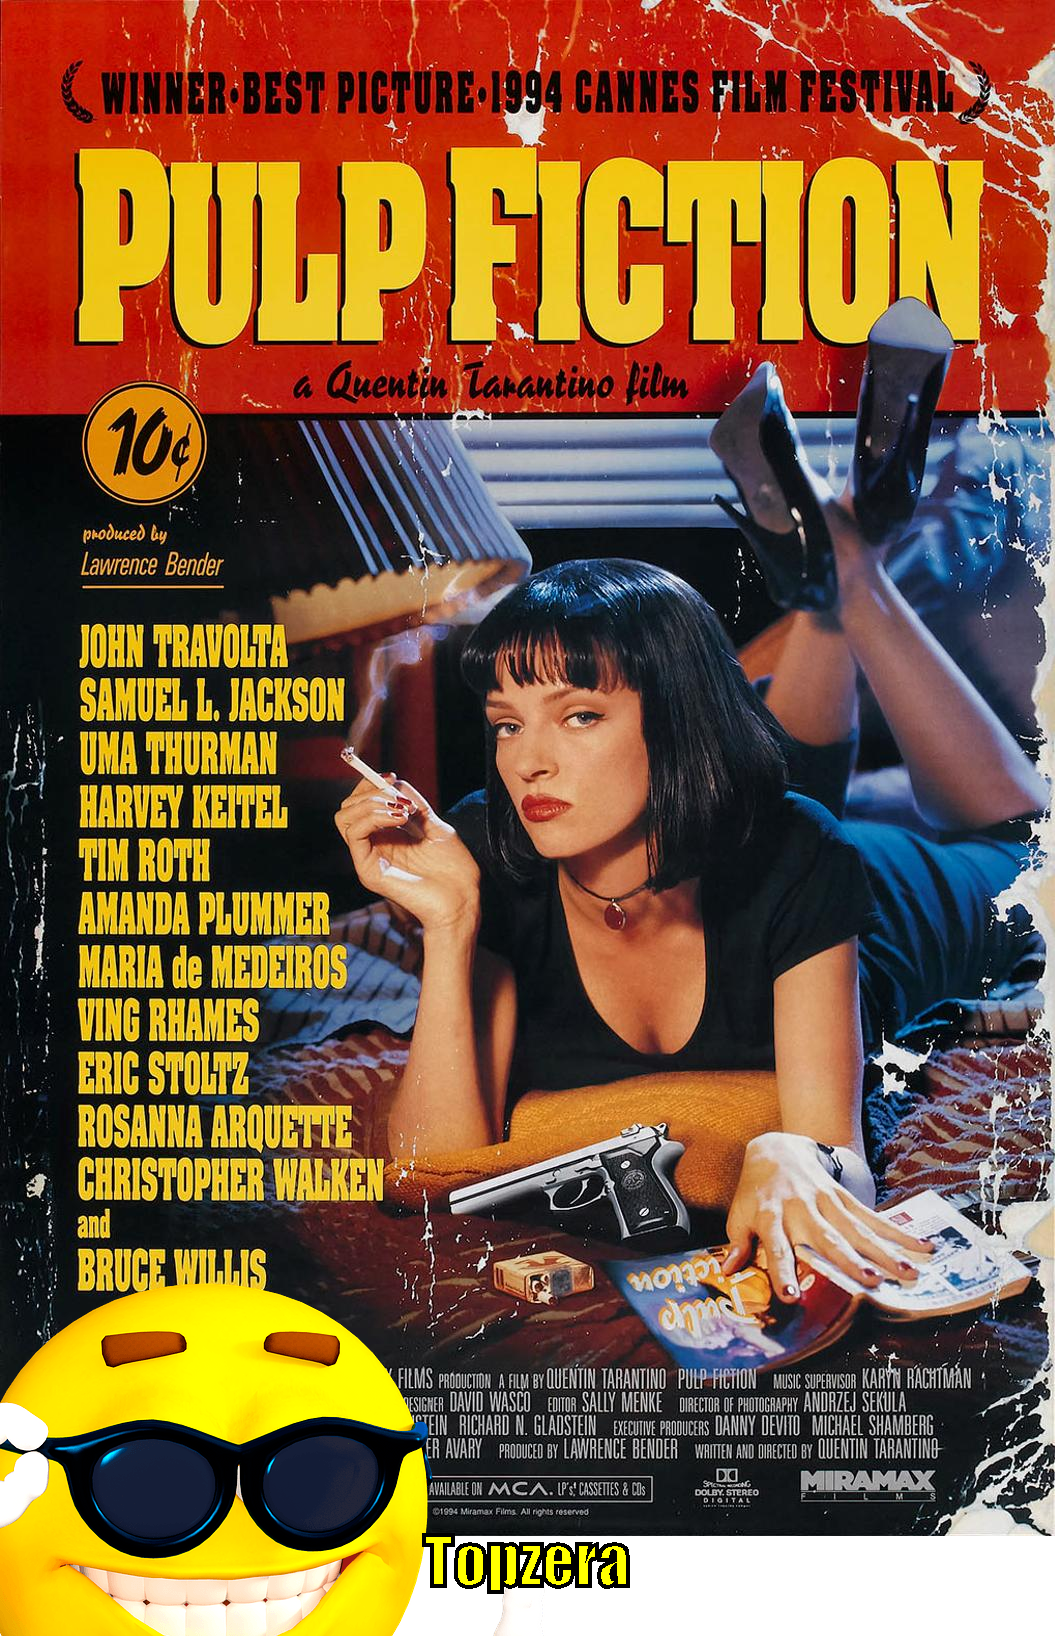 WINNER·BEST PICTURE·1994 CANNES FILM FESTIVAL
PULP FICTION
a Quentin Tarantino film
10¢
produced by
Lawrence Bender
JOHN TRAVOLTA
SAMUEL L. JACKSON
UMA THURMAN
HARVEY KEITEL
TIM ROTH
AMANDA PLUMMER
MARIA de MEDEIROS
VING RHAMES
ERIC STOLTZ
ROSANNA ARQUETTE
CHRISTOPHER WALKEN
and
BRUCE WILLIS
Pulp
Fiction
FILMS PRODUCTION A FILM BY QUENTIN TARANTINO PULP FICTION MUSIC SUPERVISOR KARYN RACHTMAN
DESIGNER DAVID WASCO EDITOR SALLY MENKE DIRECTOR OF PHOTOGRAPHY ANDRZEJ SEKULA
RICHARD N. GLADSTEIN EXECUTIVE PRODUCERS DANNY DEVITO MICHAEL SHAMBERG
AVARY PRODUCED BY LAWRENCE BENDER WRITTEN AND DIRECTED BY QUENTIN TARANTINO
AVAILABLE ON MCA. LP's, CASSETTES & CDs
DOLBY STEREO
DIGITAL
MIRAMAX
FILMS
©1994 Miramax Films. All rights reserved
Topzera